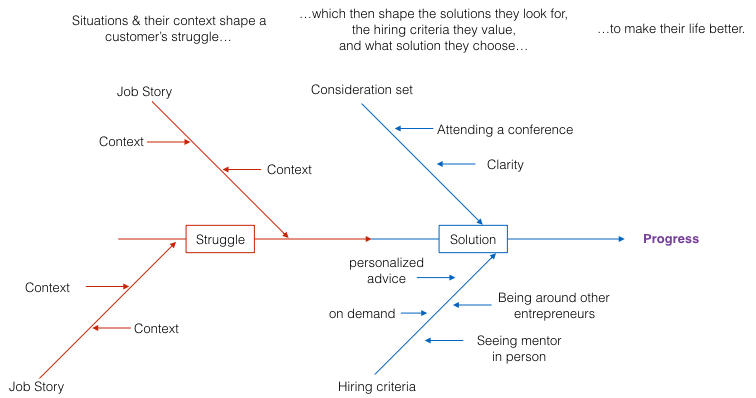 Situations & their context shape a
customer's struggle…
…which then shape the solutions they look for,
the hiring criteria they value,
and what solution they choose…
…to make their life better.
Job Story
Context
Context
Consideration set
Attending a conference
Clarity
Struggle
Solution
Progress
Context
Context
Job Story
personalized
advice
on demand
Being around other
entrepreneurs
Seeing mentor
in person
Hiring criteria